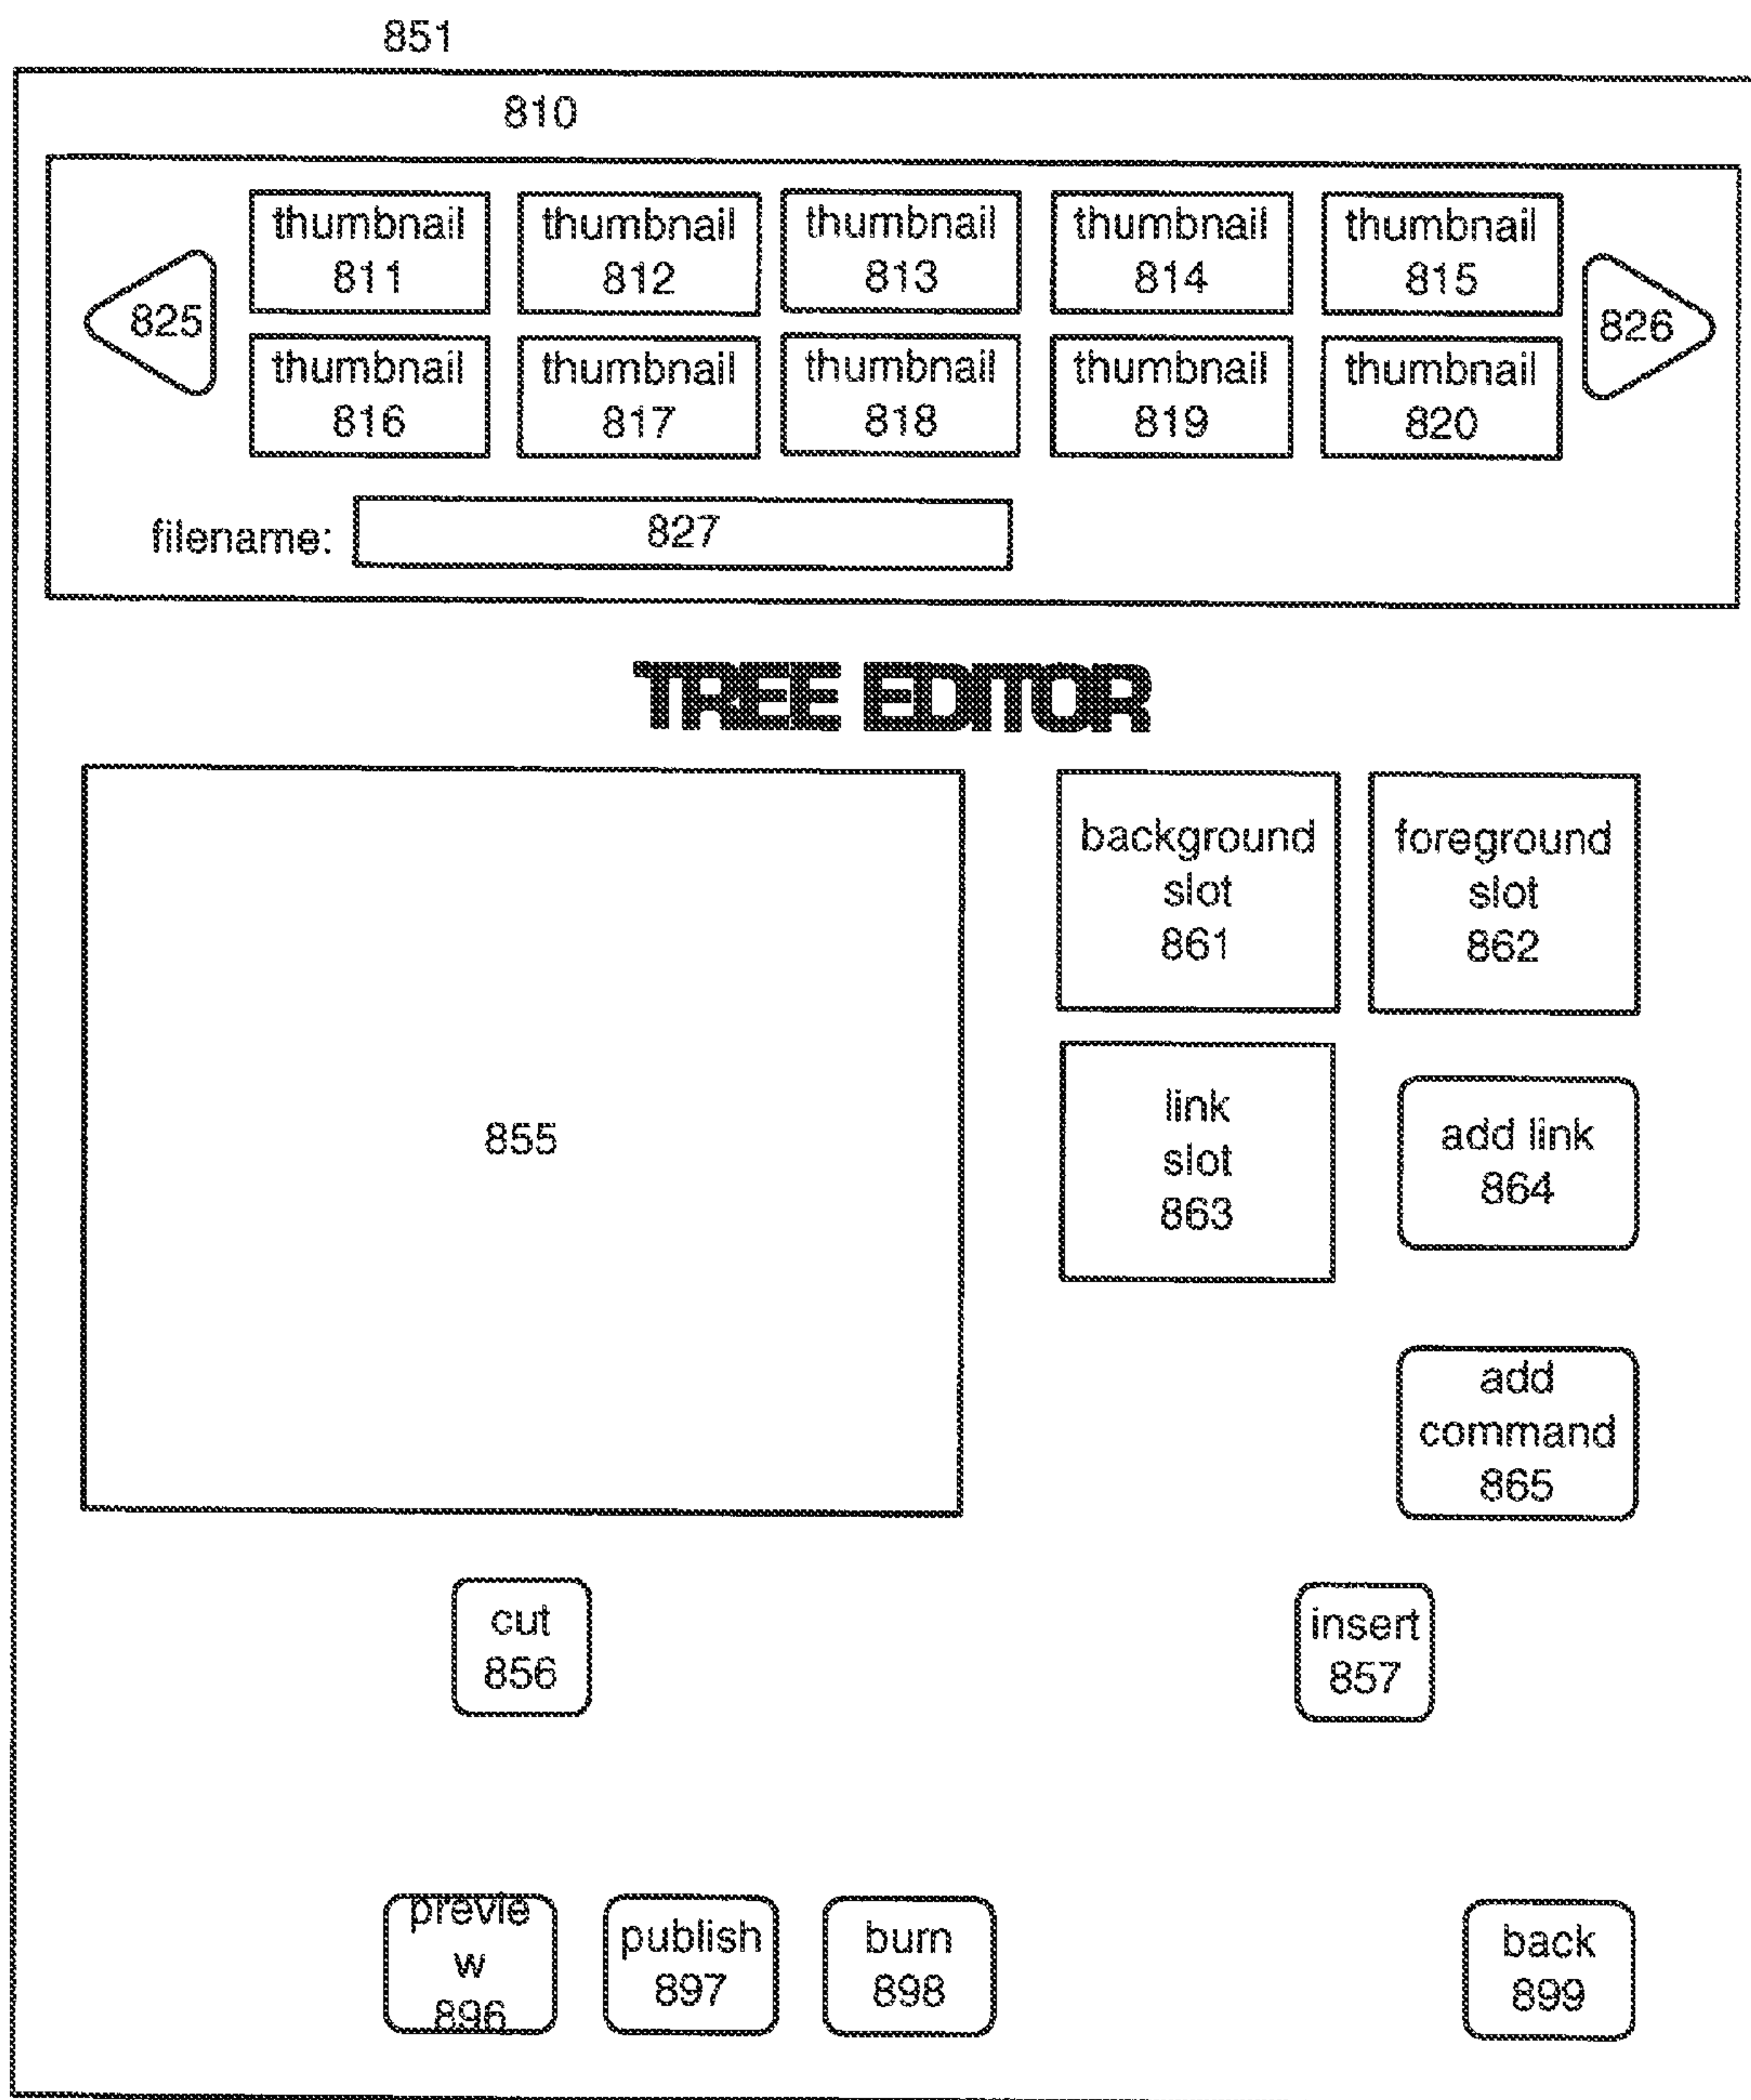 851
810
thumbnail
811
thumbnail
812
thumbnail
813
thumbnail
814
thumbnail
815
825
826
thumbnail
816
thumbnail
817
thumbnail
818
thumbnail
819
thumbnail
820
filename:
827
TREE EDITOR
855
background
slot
861
foreground
slot
862
link
slot
863
add link
864
add
command
865
cut
856
insert
857
previe
w
896
publish
897
burn
898
back
899